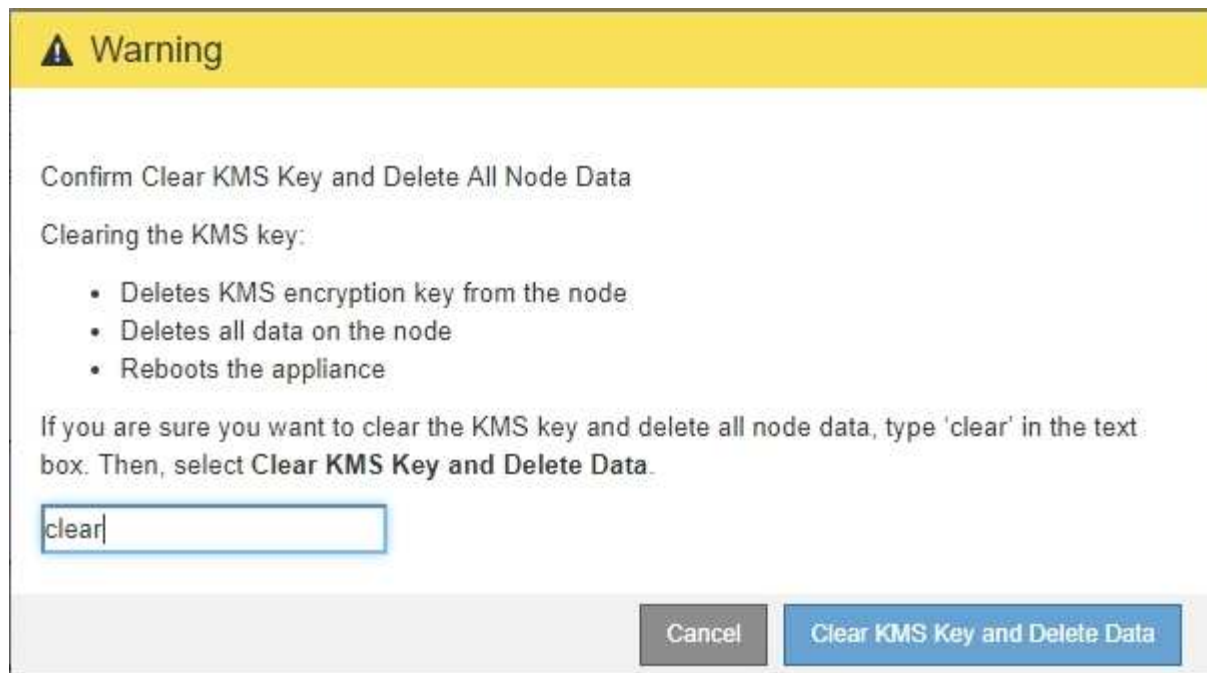 Warning
Confirm Clear KMS Key and Delete All Node Data
Clearing the KMS key:
• Deletes KMS encryption key from the node
• Deletes all data on the node
• Reboots the appliance
If you are sure you want to clear the KMS key and delete all node data, type ‘clear’ in the text
box. Then, select Clear KMS Key and Delete Data.
clear
Cancel
Clear KMS Key and Delete Data